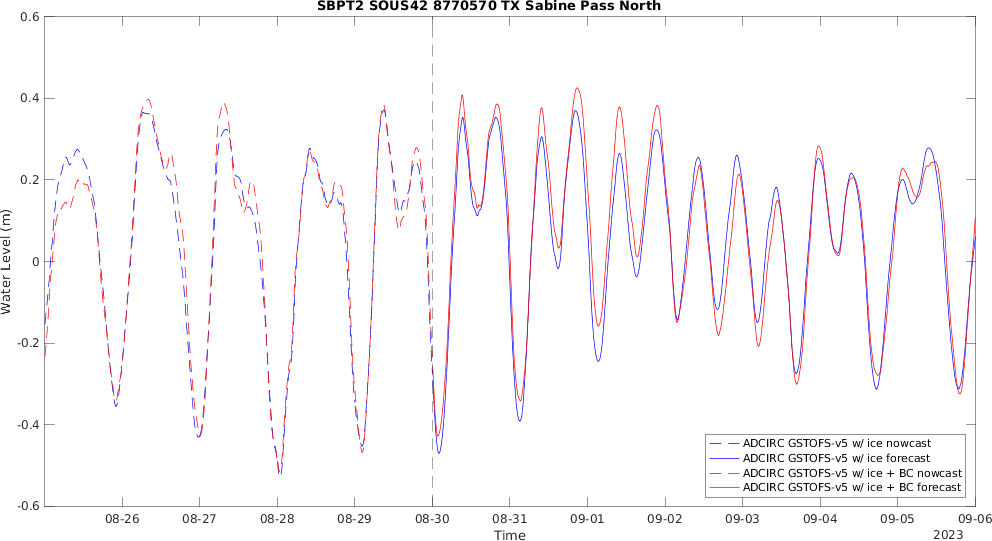 SBPT2 SOUS42 8770570 TX Sabine Pass North
0.6
0.4
0.2
0
-0.2
-0.4
-0.6
Water Level (m)
08-26 08-27 08-28 08-29 08-30 08-31 09-01 09-02 09-03 09-04 09-05 09-06
Time
2023
ADCIRC GSTOFS-v5 w/ ice nowcast
ADCIRC GSTOFS-v5 w/ ice forecast
ADCIRC GSTOFS-v5 w/ ice + BC nowcast
ADCIRC GSTOFS-v5 w/ ice + BC forecast